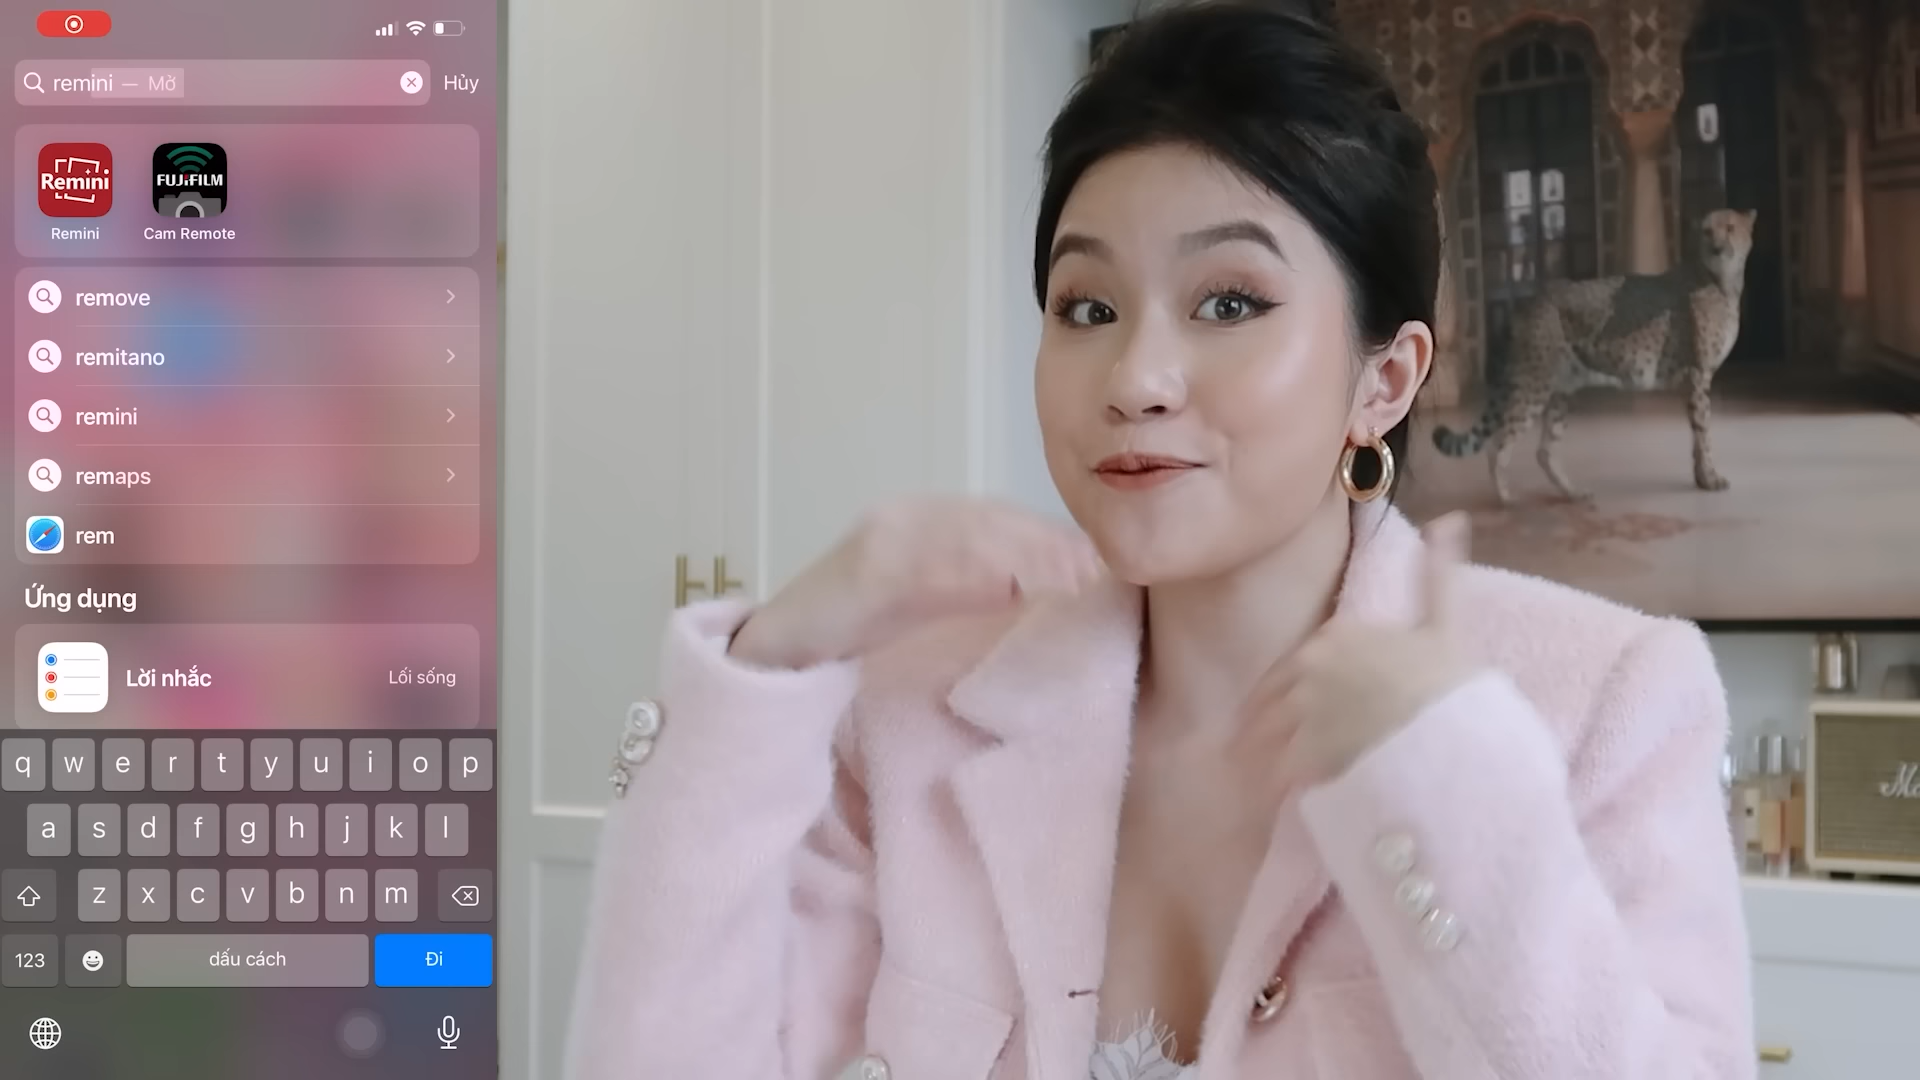 remini — Mở
Hủy
Remini
FUJIFILM
Remini
Cam Remote
remove
remitano
remini
remaps
rem
Ứng dụng
Lời nhắc
Lối sống
q w e r t y u i o p
a s d f g h j k l
z x c v b n m
123
dấu cách
Đi